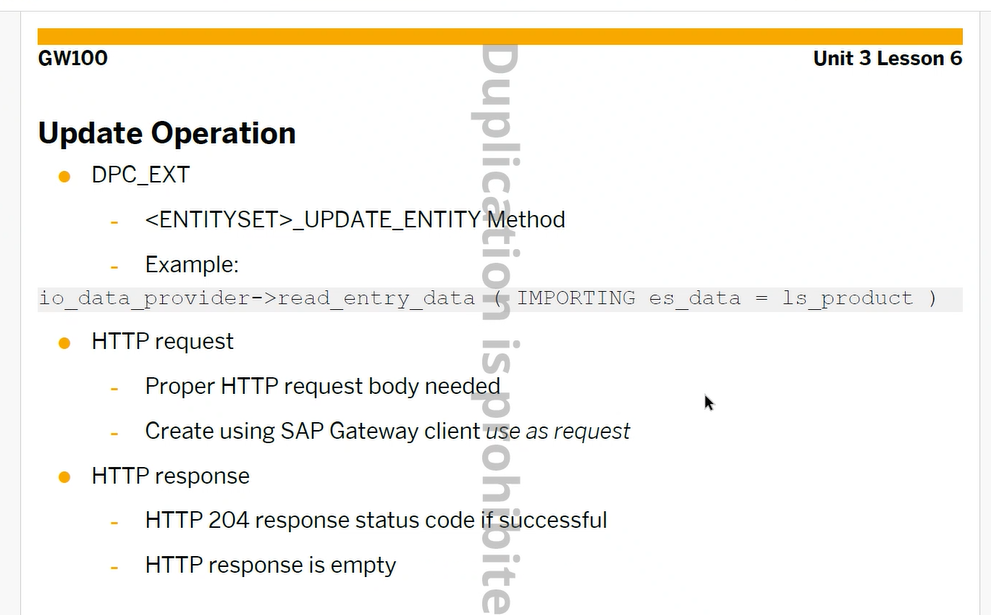 GW100
Unit 3 Lesson 6
Update Operation
DPC_EXT
- <ENTITYSET>_UPDATE_ENTITY Method
- Example:
io_data_provider->read_entry_data ( IMPORTING es_data = ls_product )
HTTP request
- Proper HTTP request body needed
- Create using SAP Gateway client use as request
HTTP response
- HTTP 204 response status code if successful
- HTTP response is empty
Duplication is prohibite